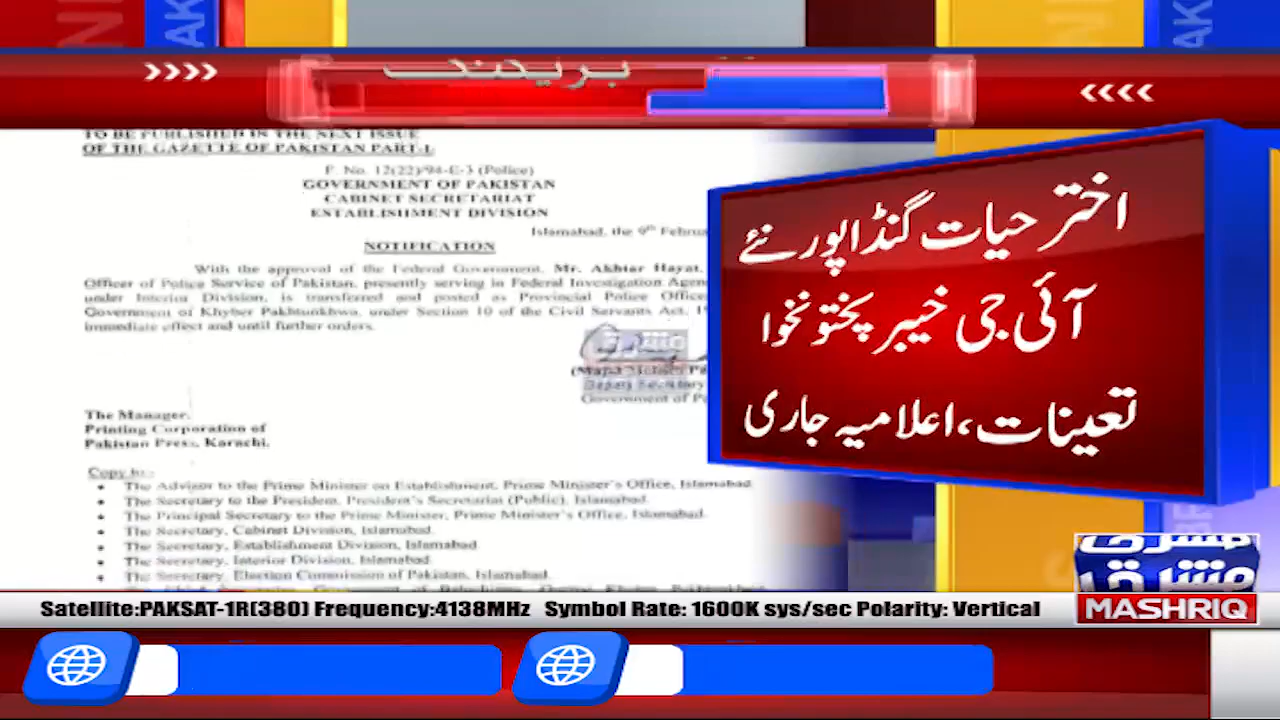 بریکنگ
TO BE PUBLISHED IN THE NEXT ISSUE
OF THE GAZETTE OF PAKISTAN PART-I.
F. No. 12(22)/94-E-3 (Police)
GOVERNMENT OF PAKISTAN
CABINET SECRETARIAT
ESTABLISHMENT DIVISION
Islamabad, the 9th
NOTIFICATION
With the approval of the Federal Government, Mr. Akhtar Hayat,
Officer of Police Service of Pakistan, presently serving in Federal Investigation
under Interior Division, is transferred and posted as Provincial Police
Government of Khyber Pakhtunkhwa, under Section 10 of the Civil Servants Act,
immediate effect and until further orders.
Deputy Secretary
Government of
The Manager,
Printing Corporation of
Pakistan Press, Karachi.
Copy to:-
• The Advisor to the Prime Minister on Establishment, Prime Minister's Office, Islamabad.
• The Secretary to the President, President's Secretariat (Public), Islamabad.
• The Principal Secretary to the Prime Minister, Prime Minister's Office, Islamabad.
• The Secretary, Cabinet Division, Islamabad.
• The Secretary, Establishment Division, Islamabad
• The Secretary, Interior Division, Islamabad.
• The Secretary, Election Commission of Pakistan, Islamabad.
اختر حیات گنڈاپور نئے
آئی جی خیبر پختونخوا
تعینات، اعلامیہ جاری
مشرق
MASHRIQ
Satellite:PAKSAT-1R(380) Frequency:4138MHz Symbol Rate: 1600K sys/sec Polarity: Vertical